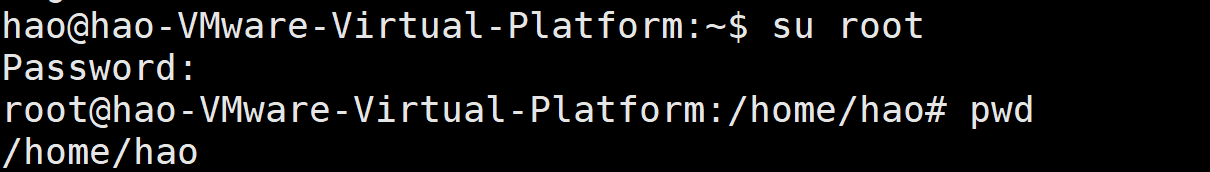 hao@hao-VMware-Virtual-Platform:~$ su root
Password:
root@hao-VMware-Virtual-Platform:/home/hao# pwd
/home/hao